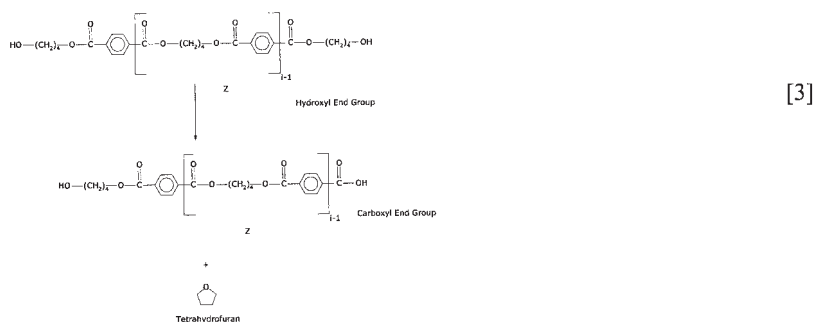 O O O O O
HO—(CH2)4—O—C—C—O—(CH2)4—O—C—C—O—(CH2)4—OH
i-1
Z
Hydroxyl End Group
[3]
O O O O
HO—(CH2)4—O—C—C—O—(CH2)4—O—C—C—OH
i-1
Carboxyl End Group
Z
+
O
Tetrahydrofuran